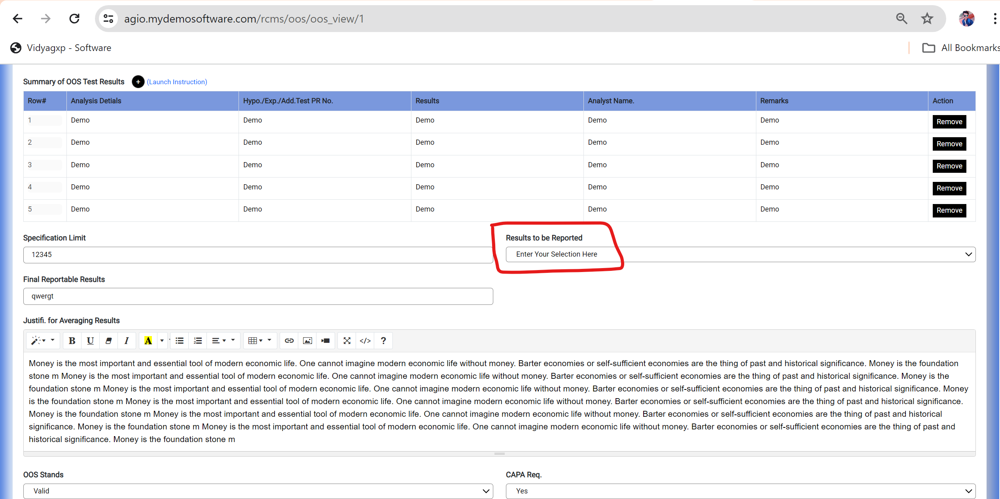 agio.mydemosoftware.com/rcms/oos/oos_view/1
Vidyagxp - Software
All Bookmarks
Summary of OOS Test Results + (Launch Instruction)
Row# Analysis Detials Hypo./Exp./Add.Test PR No. Results Analyst Name. Remarks Action
1 Demo Demo Demo Demo Demo Remove
2 Demo Demo Demo Demo Demo Remove
3 Demo Demo Demo Demo Demo Remove
4 Demo Demo Demo Demo Demo Remove
5 Demo Demo Demo Demo Demo Remove
Specification Limit Results to be Reported
12345 Enter Your Selection Here
Final Reportable Results
qwergt
Justifi. for Averaging Results
B U I A </> ?
Money is the most important and essential tool of modern economic life. One cannot imagine modern economic life without money. Barter economies or self-sufficient economies are the thing of past and historical significance. Money is the foundation
stone m Money is the most important and essential tool of modern economic life. One cannot imagine modern economic life without money. Barter economies or self-sufficient economies are the thing of past and historical significance. Money is the
foundation stone m Money is the most important and essential tool of modern economic life. One cannot imagine modern economic life without money. Barter economies or self-sufficient economies are the thing of past and historical significance. Money
is the foundation stone m Money is the most important and essential tool of modern economic life. One cannot imagine modern economic life without money. Barter economies or self-sufficient economies are the thing of past and historical significance.
Money is the foundation stone m Money is the most important and essential tool of modern economic life. One cannot imagine modern economic life without money. Barter economies or self-sufficient economies are the thing of past and historical
significance. Money is the foundation stone m Money is the most important and essential tool of modern economic life. One cannot imagine modern economic life without money. Barter economies or self-sufficient economies are the thing of past and
historical significance. Money is the foundation stone m
OOS Stands CAPA Req.
Valid Yes